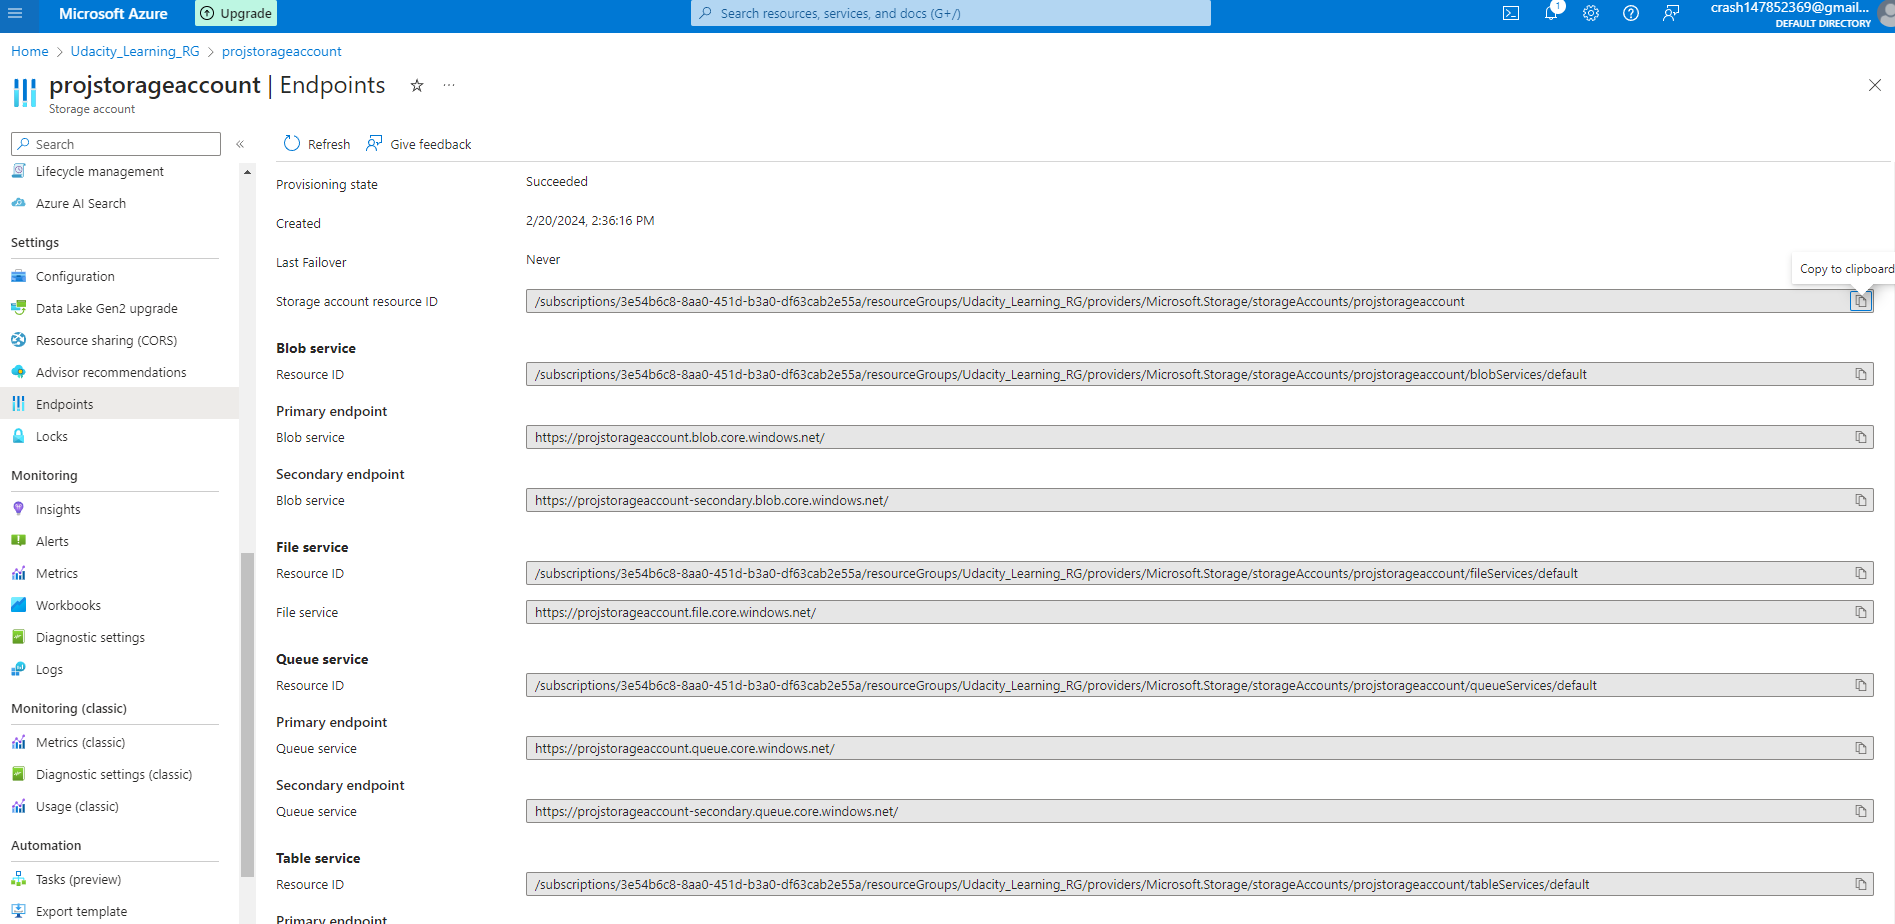 Microsoft Azure
Upgrade
Search resources, services, and docs (G+/)
1
crash147852369@gmail...
DEFAULT DIRECTORY
Home > Udacity_Learning_RG > projstorageaccount
projstorageaccount | Endpoints
Storage account
Search
Refresh
Give feedback
Lifecycle management
Azure AI Search
Settings
Configuration
Data Lake Gen2 upgrade
Resource sharing (CORS)
Advisor recommendations
Endpoints
Locks
Monitoring
Insights
Alerts
Metrics
Workbooks
Diagnostic settings
Logs
Monitoring (classic)
Metrics (classic)
Diagnostic settings (classic)
Usage (classic)
Automation
Tasks (preview)
Export template
Provisioning state Succeeded
Created 2/20/2024, 2:36:16 PM
Last Failover Never
Copy to clipboard
Storage account resource ID /subscriptions/3e54b6c8-8aa0-451d-b3a0-df63cab2e55a/resourceGroups/Udacity_Learning_RG/providers/Microsoft.Storage/storageAccounts/projstorageaccount
Blob service
Resource ID /subscriptions/3e54b6c8-8aa0-451d-b3a0-df63cab2e55a/resourceGroups/Udacity_Learning_RG/providers/Microsoft.Storage/storageAccounts/projstorageaccount/blobServices/default
Primary endpoint
Blob service https://projstorageaccount.blob.core.windows.net/
Secondary endpoint
Blob service https://projstorageaccount-secondary.blob.core.windows.net/
File service
Resource ID /subscriptions/3e54b6c8-8aa0-451d-b3a0-df63cab2e55a/resourceGroups/Udacity_Learning_RG/providers/Microsoft.Storage/storageAccounts/projstorageaccount/fileServices/default
File service https://projstorageaccount.file.core.windows.net/
Queue service
Resource ID /subscriptions/3e54b6c8-8aa0-451d-b3a0-df63cab2e55a/resourceGroups/Udacity_Learning_RG/providers/Microsoft.Storage/storageAccounts/projstorageaccount/queueServices/default
Primary endpoint
Queue service https://projstorageaccount.queue.core.windows.net/
Secondary endpoint
Queue service https://projstorageaccount-secondary.queue.core.windows.net/
Table service
Resource ID /subscriptions/3e54b6c8-8aa0-451d-b3a0-df63cab2e55a/resourceGroups/Udacity_Learning_RG/providers/Microsoft.Storage/storageAccounts/projstorageaccount/tableServices/default
Primary endpoint